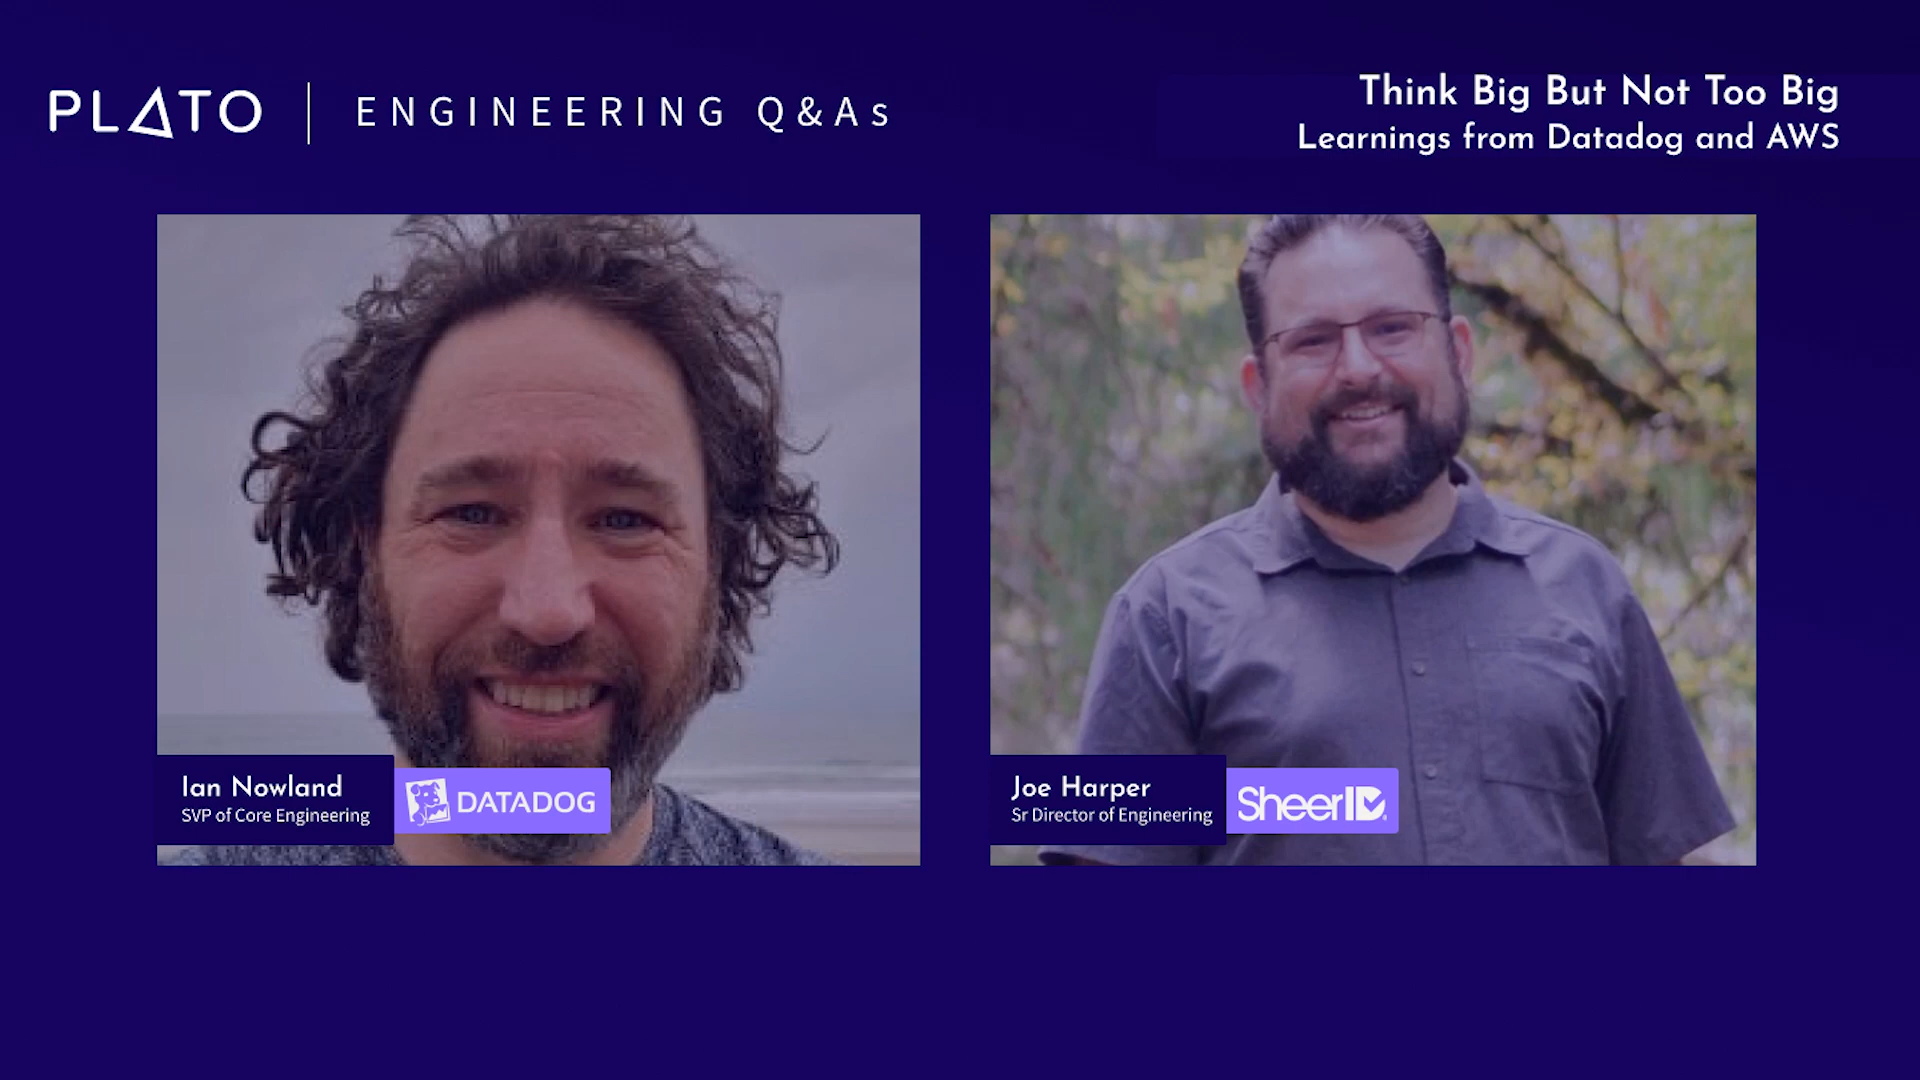 PLATO
ENGINEERING Q&As
Think Big But Not Too Big
Learnings from Datadog and AWS
Ian Nowland
SVP of Core Engineering
DATADOG
Joe Harper
Sr Director of Engineering
SheerID